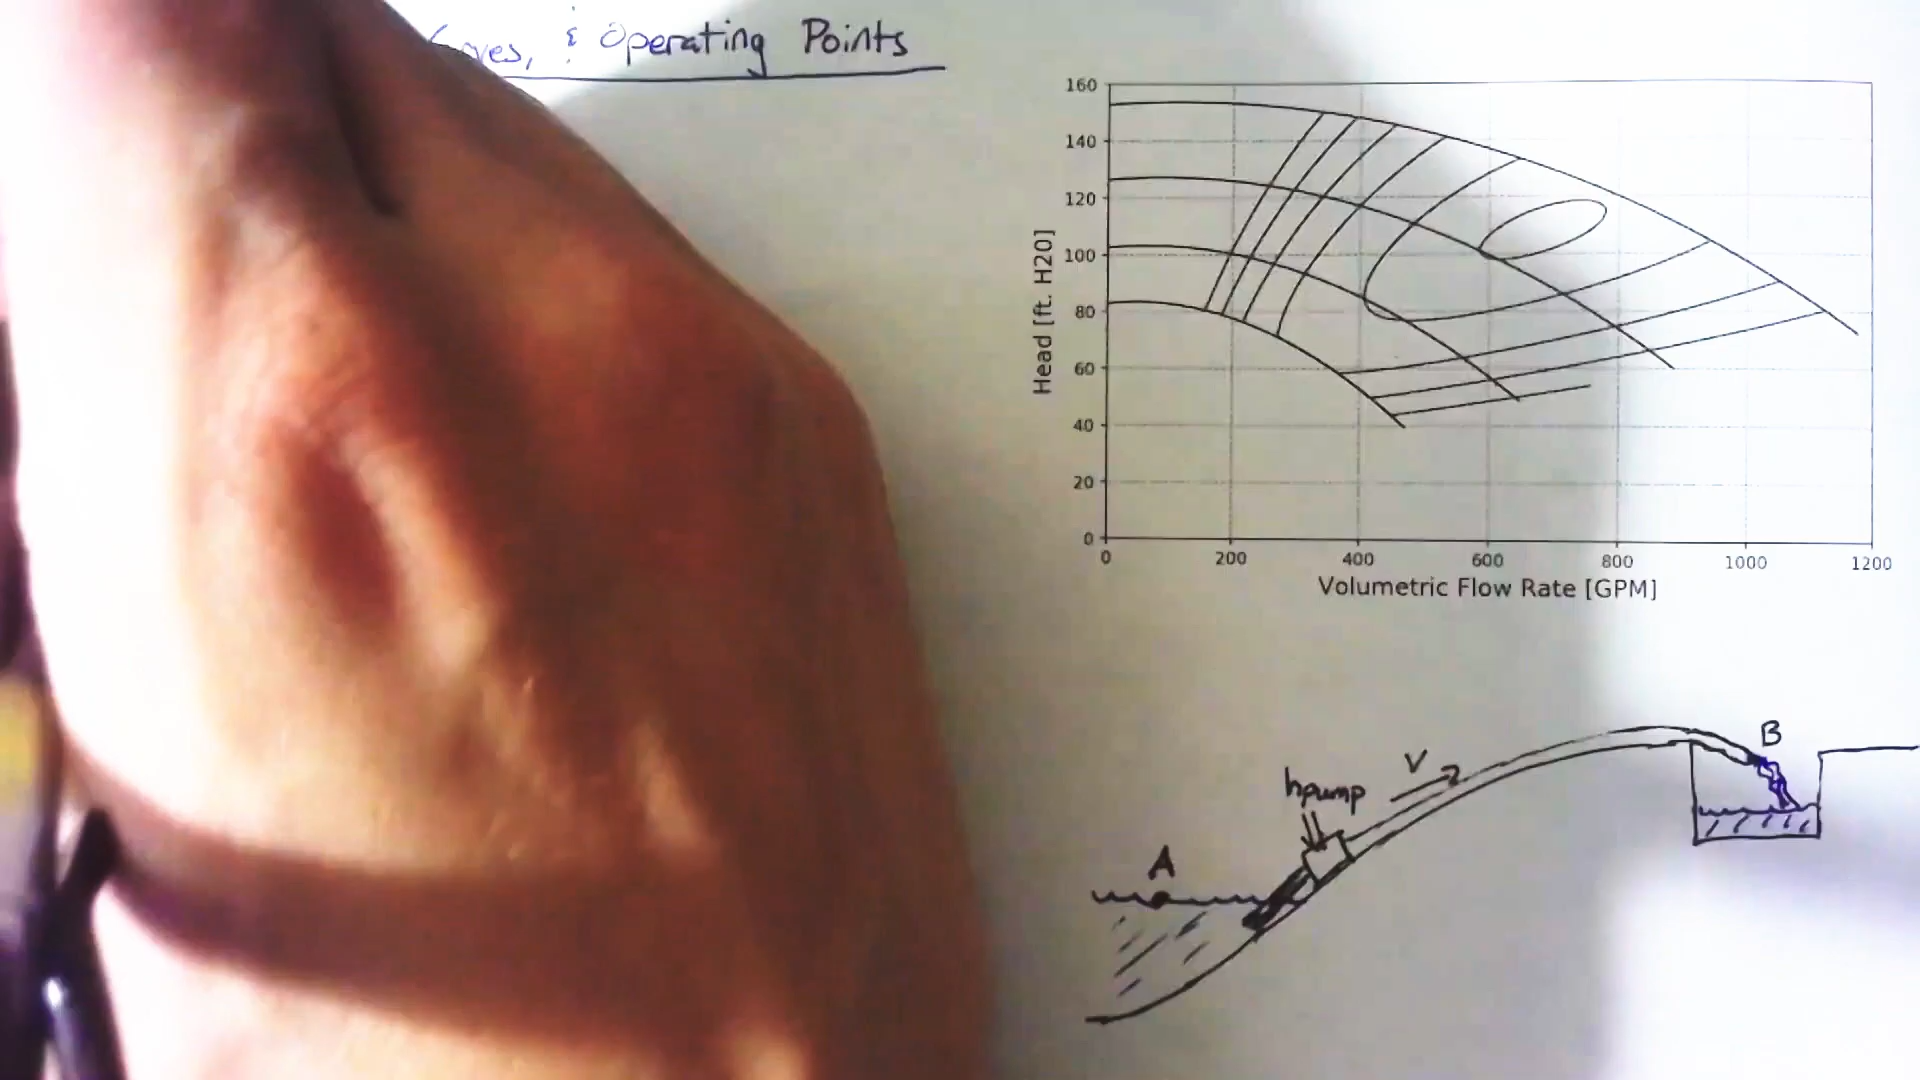 & Operating Points
160
140
120
100
80
60
40
20
0
Head [ft. H20]
0 200 400 600 800 1000 1200
Volumetric Flow Rate [GPM]
A
hpump
V
B